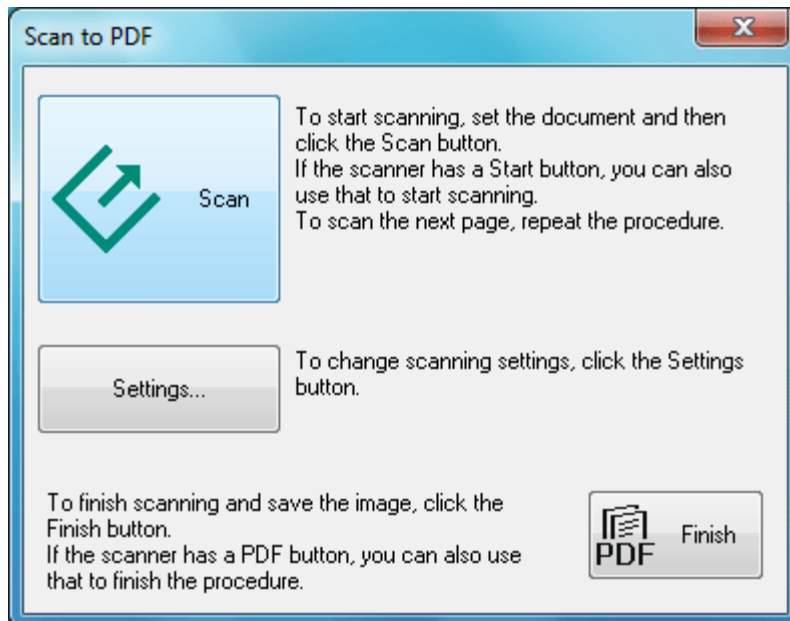 Scan to PDF
X
Scan
To start scanning, set the document and then
click the Scan button.
If the scanner has a Start button, you can also
use that to start scanning.
To scan the next page, repeat the procedure.
Settings...
To change scanning settings, click the Settings
button.
To finish scanning and save the image, click the
Finish button.
If the scanner has a PDF button, you can also use
that to finish the procedure.
PDF
Finish